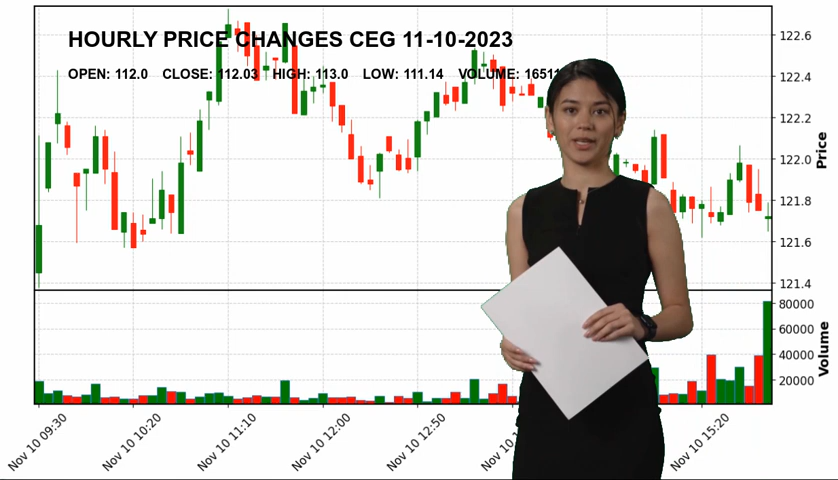 HOURLY PRICE CHANGES CEG 11-10-2023
OPEN: 112.0 CLOSE: 112.03 HIGH: 113.0 LOW: 111.14 VOLUME: 16511
122.6
122.4
122.2
122.0
121.8
121.6
121.4
Price
80000
60000
40000
20000
Volume
Nov 10 09:30
Nov 10 10:20
Nov 10 11:10
Nov 10 12:00
Nov 10 12:50
Nov 10 15:20